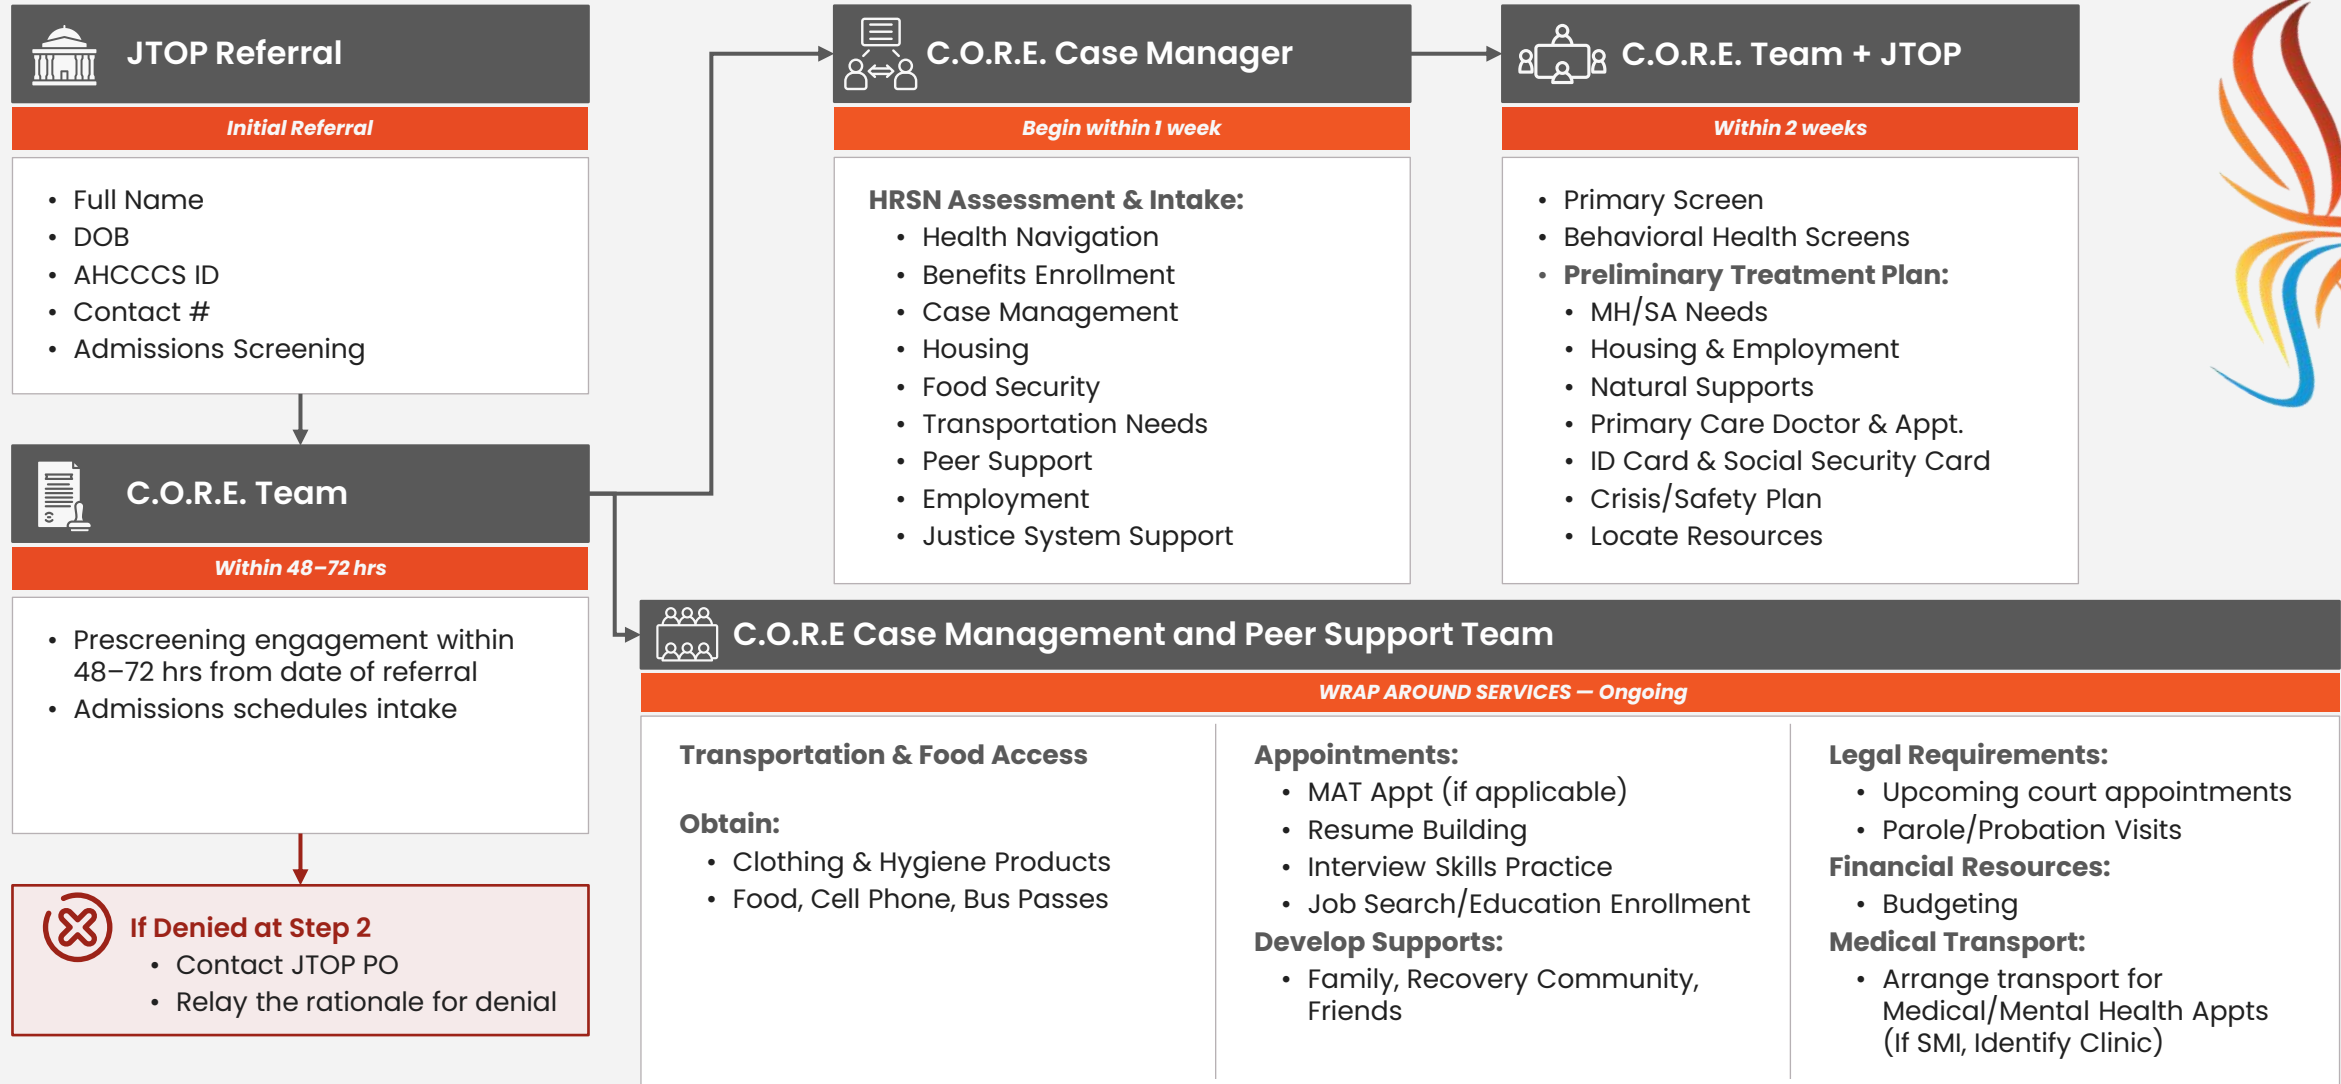 JTOP Referral
Initial Referral
• Full Name
• DOB
• AHCCCS ID
• Contact #
• Admissions Screening
C.O.R.E. Team
Within 48–72 hrs
• Prescreening engagement within
48–72 hrs from date of referral
• Admissions schedules intake
If Denied at Step 2
• Contact JTOP PO
• Relay the rationale for denial
C.O.R.E. Case Manager
Begin within 1 week
HRSN Assessment & Intake:
• Health Navigation
• Benefits Enrollment
• Case Management
• Housing
• Food Security
• Transportation Needs
• Peer Support
• Employment
• Justice System Support
C.O.R.E. Team + JTOP
Within 2 weeks
• Primary Screen
• Behavioral Health Screens
• Preliminary Treatment Plan:
• MH/SA Needs
• Housing & Employment
• Natural Supports
• Primary Care Doctor & Appt.
• ID Card & Social Security Card
• Crisis/Safety Plan
• Locate Resources
C.O.R.E Case Management and Peer Support Team
WRAP AROUND SERVICES — Ongoing
Transportation & Food Access
Obtain:
• Clothing & Hygiene Products
• Food, Cell Phone, Bus Passes
Appointments:
• MAT Appt (if applicable)
• Resume Building
• Interview Skills Practice
• Job Search/Education Enrollment
Develop Supports:
• Family, Recovery Community,
Friends
Legal Requirements:
• Upcoming court appointments
• Parole/Probation Visits
Financial Resources:
• Budgeting
Medical Transport:
• Arrange transport for
Medical/Mental Health Appts
(If SMI, Identify Clinic)